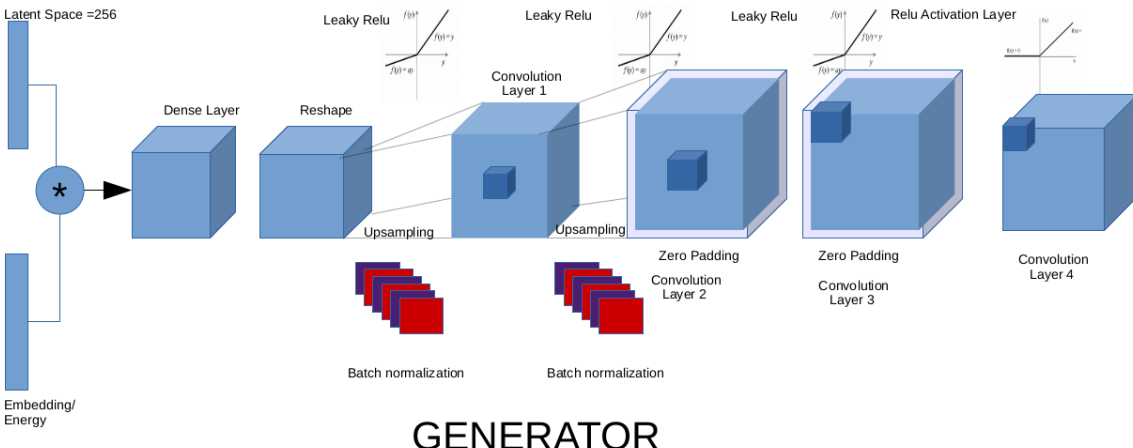 Latent Space =256
Leaky Relu
Leaky Relu
Leaky Relu
Relu Activation Layer
f(y)
f(y)=y
y
f(y)=ay
f(y)
f(y)=y
y
f(y)=ay
f(y)
f(y)=y
y
Dense Layer
Reshape
Convolution
Layer 1
*
Upsampling
Upsampling
Zero Padding
Convolution
Layer 2
Zero Padding
Convolution
Layer 3
Convolution
Layer 4
Batch normalization
Batch normalization
Embedding/
Energy
GENERATOR